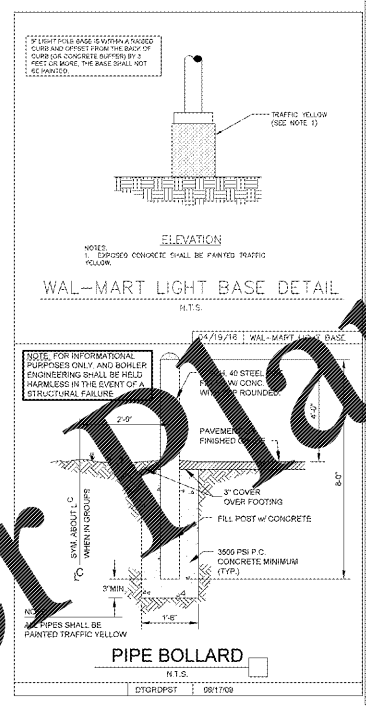 IF LIGHT POLE BASE IS WITHIN A RAISED
CURB AND OFFSET FROM THE BACK OF
CURB (OR CONCRETE BUFFER) BY 3
FEET OR MORE, THE BASE SHALL NOT
BE PAINTED.
TRAFFIC YELLOW
(SEE NOTE 1)
ELEVATION
NOTES:
1. EXPOSED CONCRETE SHALL BE PAINTED TRAFFIC
YELLOW.
WAL-MART LIGHT BASE DETAIL
N.T.S.
04/19/16 WAL-MART LIGHT BASE
NOTE: FOR INFORMATIONAL
PURPOSES ONLY, AND BOHLER
ENGINEERING SHALL BE HELD
HARMLESS IN THE EVENT OF A
STRUCTURAL FAILURE
40 STEEL
W/ CONC.
ROUNDED.
2'-0"
4'-0"
PAVEMENT
FINISHED
8'-0"
3" COVER
OVER FOOTING
FILL POST w/ CONCRETE
SYM. ABOUT L C
WHEN IN GROUPS
3500 PSI P.C.
CONCRETE MINIMUM
(TYP.)
3" MIN
1'-6"
PIPES SHALL BE
PAINTED TRAFFIC YELLOW
PIPE BOLLARD
N.T.S.
DTGRDPST 09/17/09
or Pla